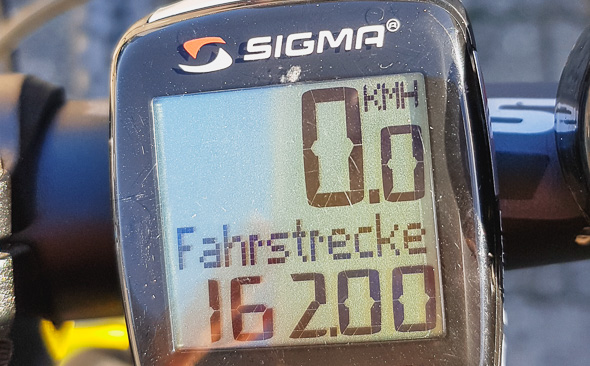 SIGMA®
KMH
0.0
Fahrstrecke
162.00